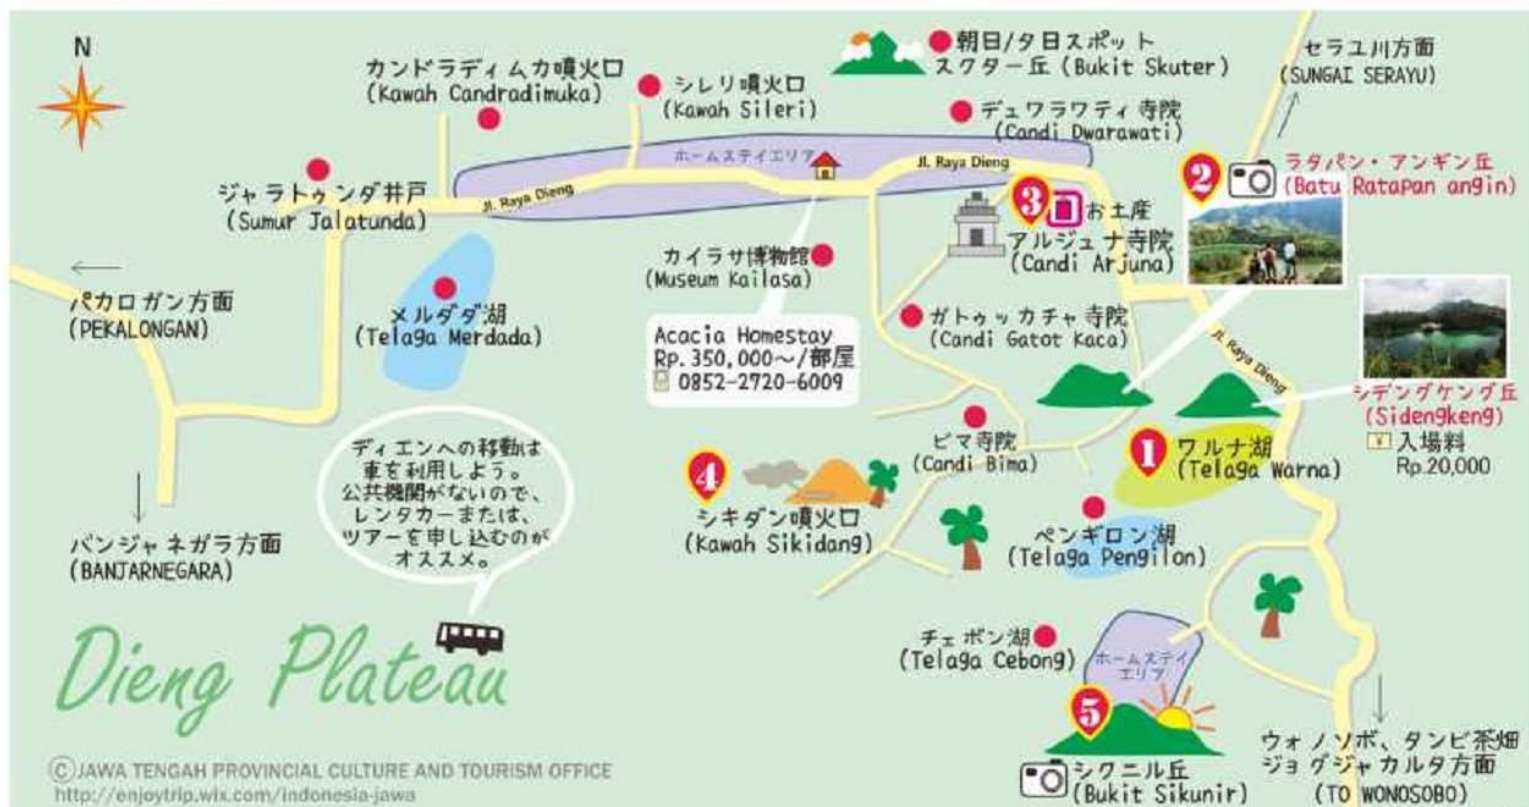 N
カンドラディムカ噴火口
(Kawah Candradimuka)
シレリ噴火口
(Kawah Sileri)
朝日/夕日スポット
スクター丘 (Bukit Skuter)
セラユ川方面
(SUNGAI SERAYU)
デュワラワティ寺院
(Candi Dwarawati)
ホームステイエリア
Jl. Raya Dieng
Jl. Raya Dieng
ジャラトゥンダ井戸
(Sumur Jalatunda)
2
ラタパン・アンギン丘
(Batu Ratapan angin)
3
お土産
アルジュナ寺院
(Candi Arjuna)
カイラサ博物館
(Museum Kailasa)
パカロガン方面
(PEKALONGAN)
メルダダ湖
(Telaga Merdada)
ガトゥッカチャ寺院
(Candi Gatot Kaca)
Acacia Homestay
Rp.350,000～/部屋
0852-2720-6009
Jl. Raya Dieng
シデングケング丘
(Sidengkeng)
¥ 入場料
Rp.20,000
ビマ寺院
(Candi Bima)
1
ワルナ湖
(Telaga Warna)
ディエンへの移動は
車を利用しよう。
公共機関がないので、
レンタカーまたは、
ツアーを申し込むのが
オススメ。
4
シキダン噴火口
(Kawah Sikidang)
ペンギロン湖
(Telaga Pengilon)
バンジャネガラ方面
(BANJARNEGARA)
チェボン湖
(Telaga Cebong)
ホームステイ
エリア
Dieng Plateau
5
シクニル丘
(Bukit Sikunir)
ウォノソボ、タンビ茶畑
ジョグジャカルタ方面
(TO WONOSOBO)
©JAWA TENGAH PROVINCIAL CULTURE AND TOURISM OFFICE
http://enjoytrip.wix.com/indonesia-jawa